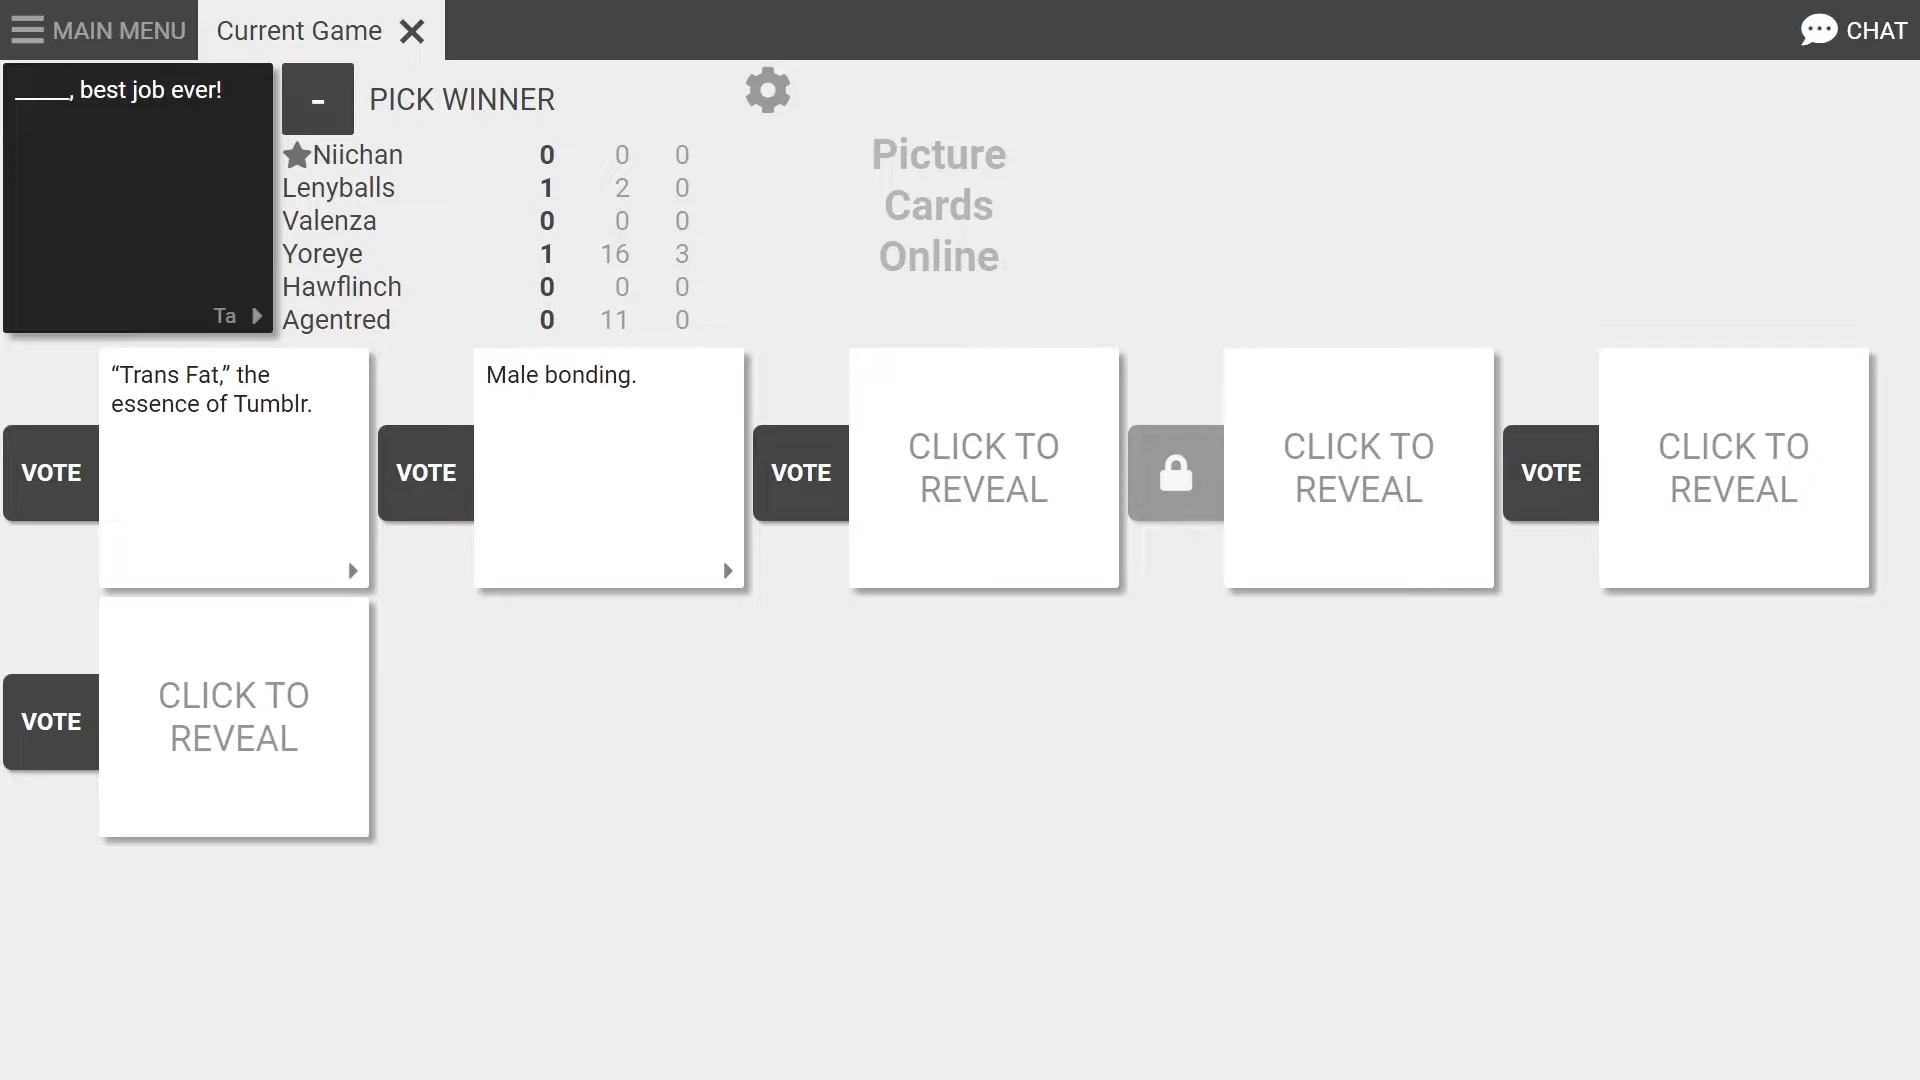 MAIN MENU
Current Game
CHAT
_____, best job ever!
Ta
-
PICK WINNER
Niichan 0 0 0
Lenyballs 1 2 0
Valenza 0 0 0
Yoreye 1 16 3
Hawflinch 0 0 0
Agentred 0 11 0
Picture
Cards
Online
VOTE
“Trans Fat,” the
essence of Tumblr.
VOTE
Male bonding.
VOTE
CLICK TO
REVEAL
CLICK TO
REVEAL
VOTE
CLICK TO
REVEAL
VOTE
CLICK TO
REVEAL